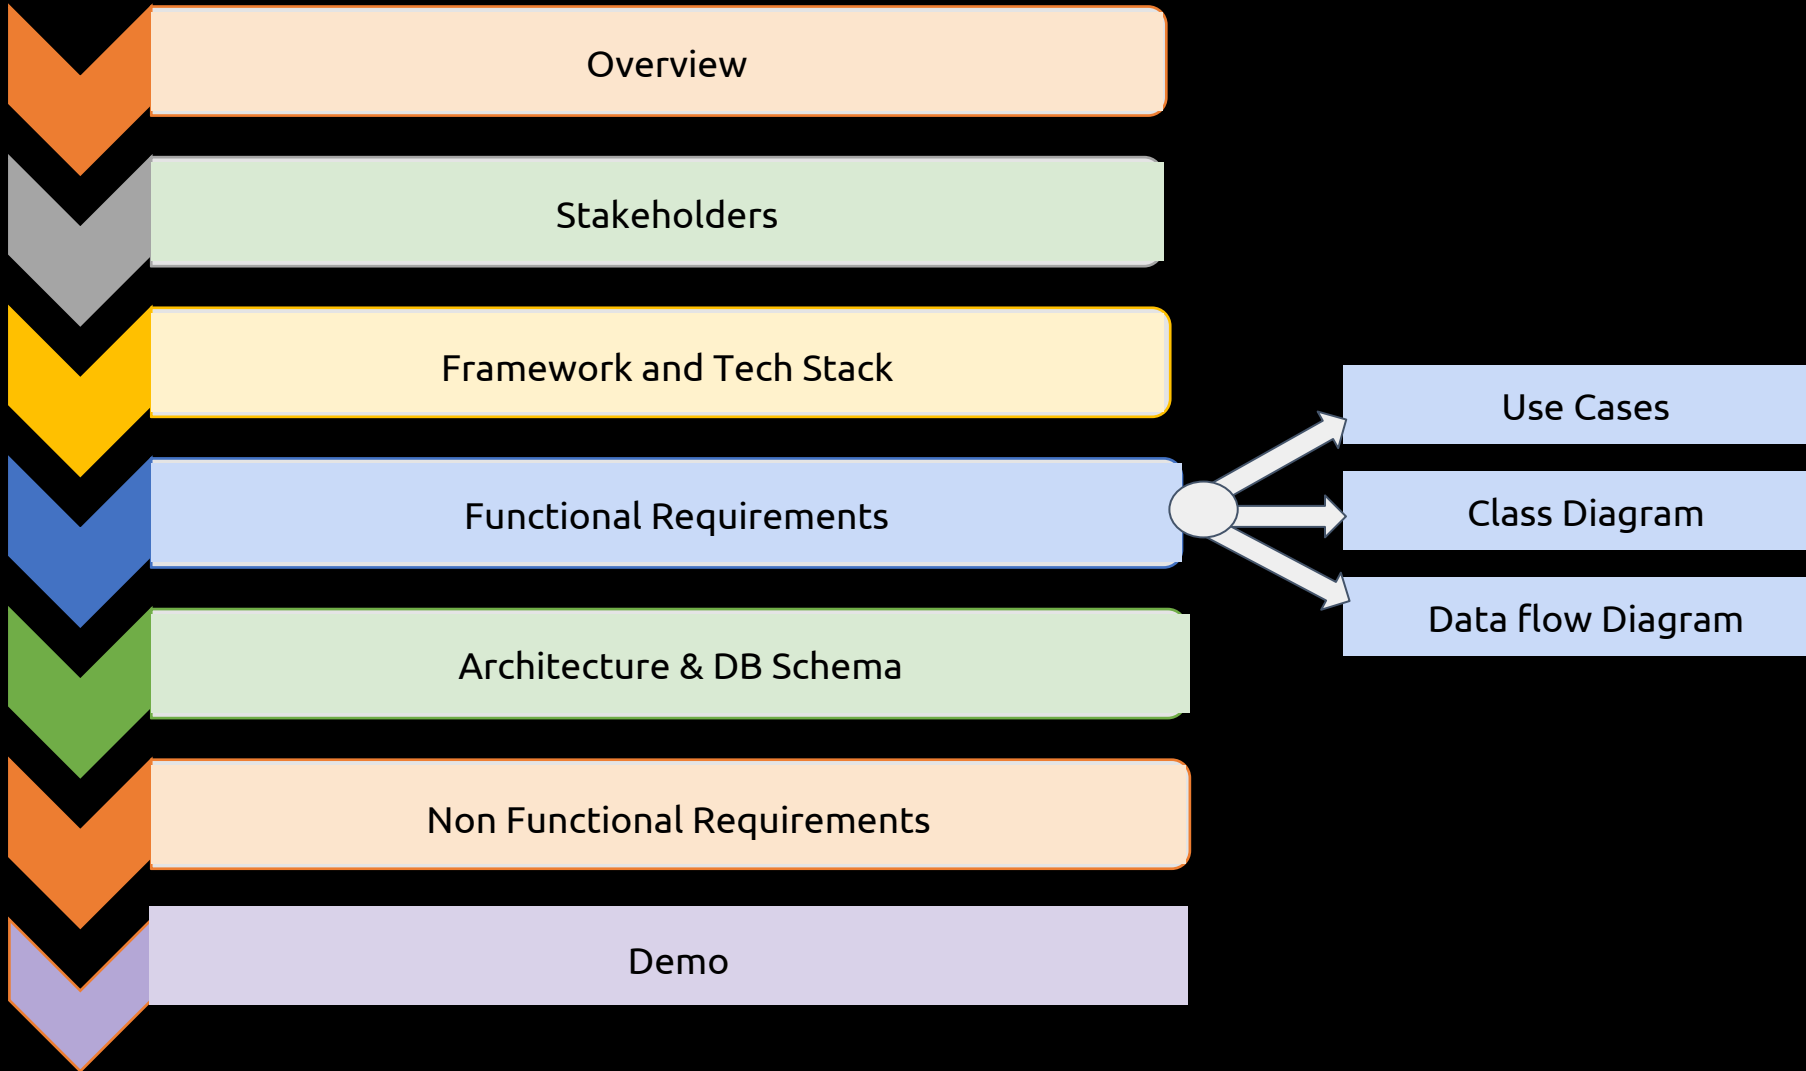 Overview
Stakeholders
Framework and Tech Stack
Functional Requirements
Use Cases
Class Diagram
Data flow Diagram
Architecture & DB Schema
Non Functional Requirements
Demo